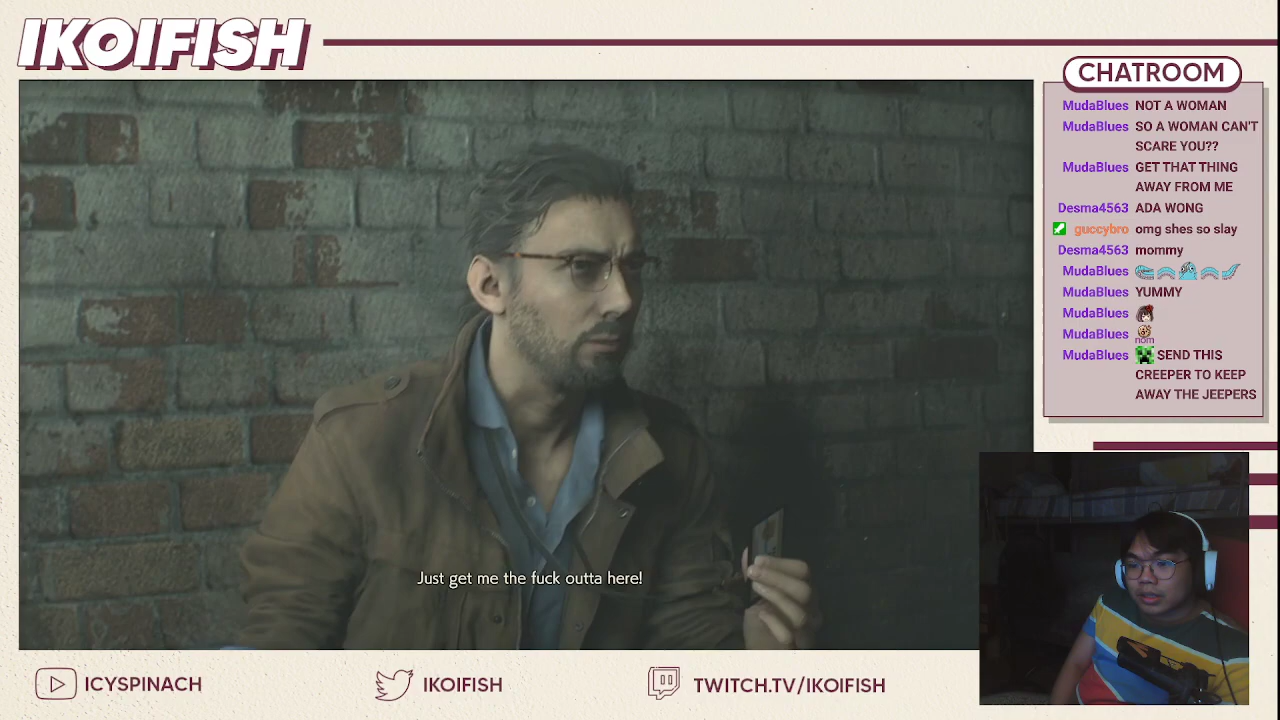 IKOIFISH
CHATROOM
MudaBlues NOT A WOMAN
MudaBlues SO A WOMAN CAN'T
SCARE YOU??
MudaBlues GET THAT THING
AWAY FROM ME
Desma4563 ADA WONG
guccybro omg shes so slay
Desma4563 mommy
MudaBlues
MudaBlues YUMMY
MudaBlues
MudaBlues nom
MudaBlues SEND THIS
CREEPER TO KEEP
AWAY THE JEEPERS
Just get me the fuck outta here!
ICYSPINACH
IKOIFISH
TWITCH.TV/IKOIFISH